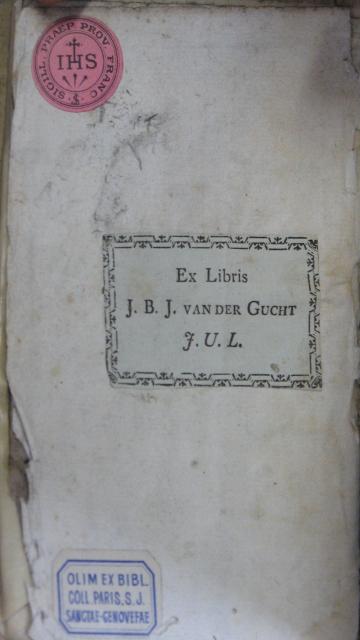 SIGILL PRAEP PROV FRANC
IHS
Ex Libris
J. B. J. VAN DER GUCHT
J. U. L.
OLIM EX BIBL.
COLL. PARIS. S. J.
SANCTAE-GENOVEFAE